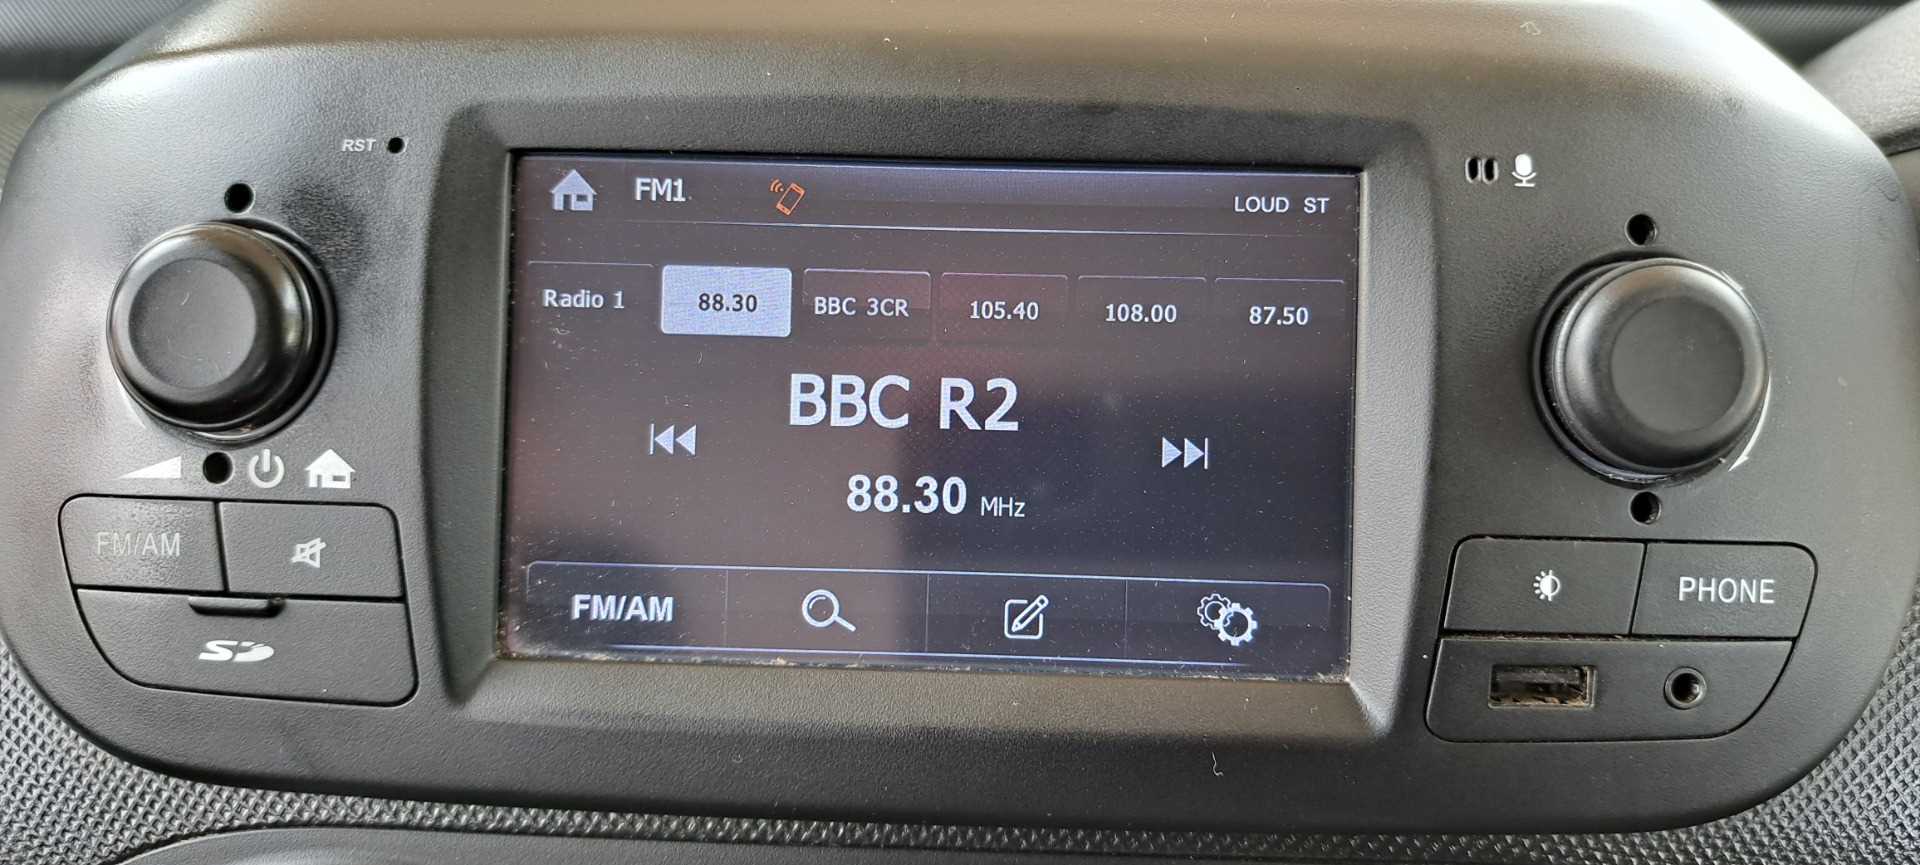 RST
FM1
LOUD ST
Radio 1
88.30
BBC 3CR
105.40
108.00
87.50
BBC R2
88.30 MHz
FM/AM
FM/AM
SD
PHONE